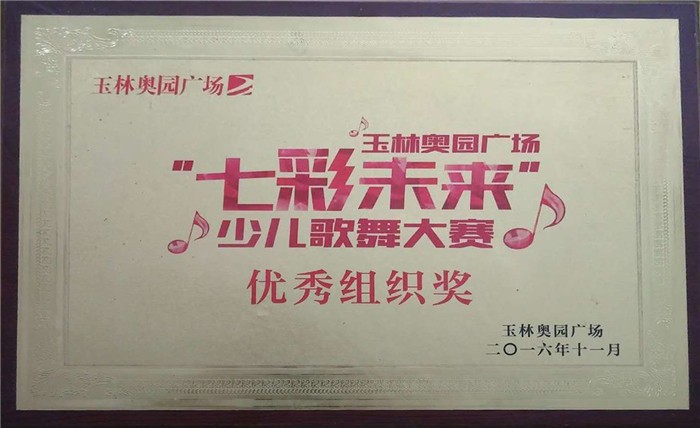 玉林奥园广场
玉林奥园广场
"七彩未来"
少儿歌舞大赛
优秀组织奖
玉林奥园广场
二〇一六年十一月